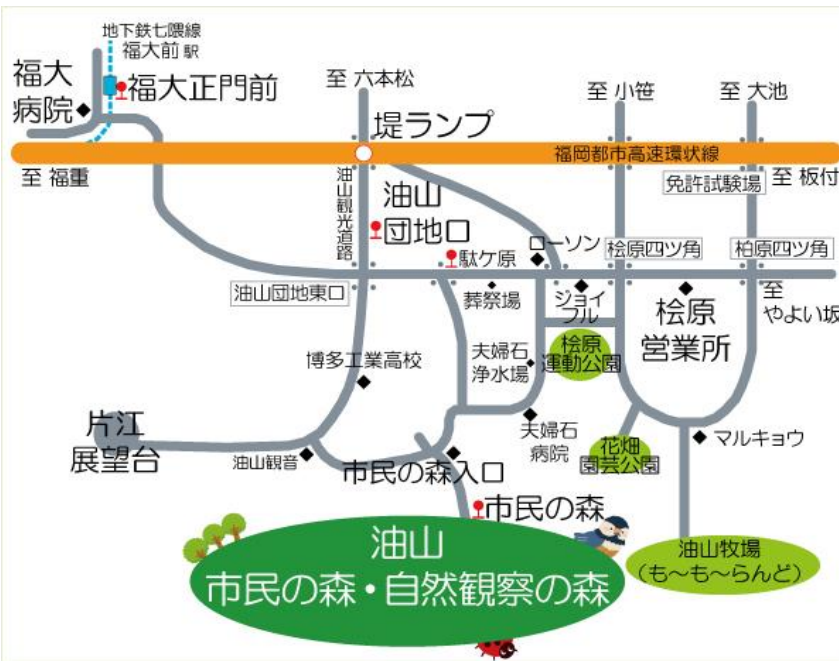 地下鉄七隈線
福大前 駅
福大
病院
福大正門前
至 六本松
至 小笹
至 大池
堤ランプ
福岡都市高速環状線
至 福重
免許試験場
至 板付
油山観光道路
油山
団地口
駄ケ原
ローソン
桧原四ツ角
柏原四ツ角
油山団地東口
葬祭場
ジョイ
フル
桧原
営業所
至
やよい坂
博多工業高校
夫婦石
浄水場
桧原
運動公園
片江
展望台
油山観音
市民の森入口
夫婦石
病院
花畑
園芸公園
マルキョウ
市民の森
油山
市民の森・自然観察の森
油山牧場
(も~も~らんど)